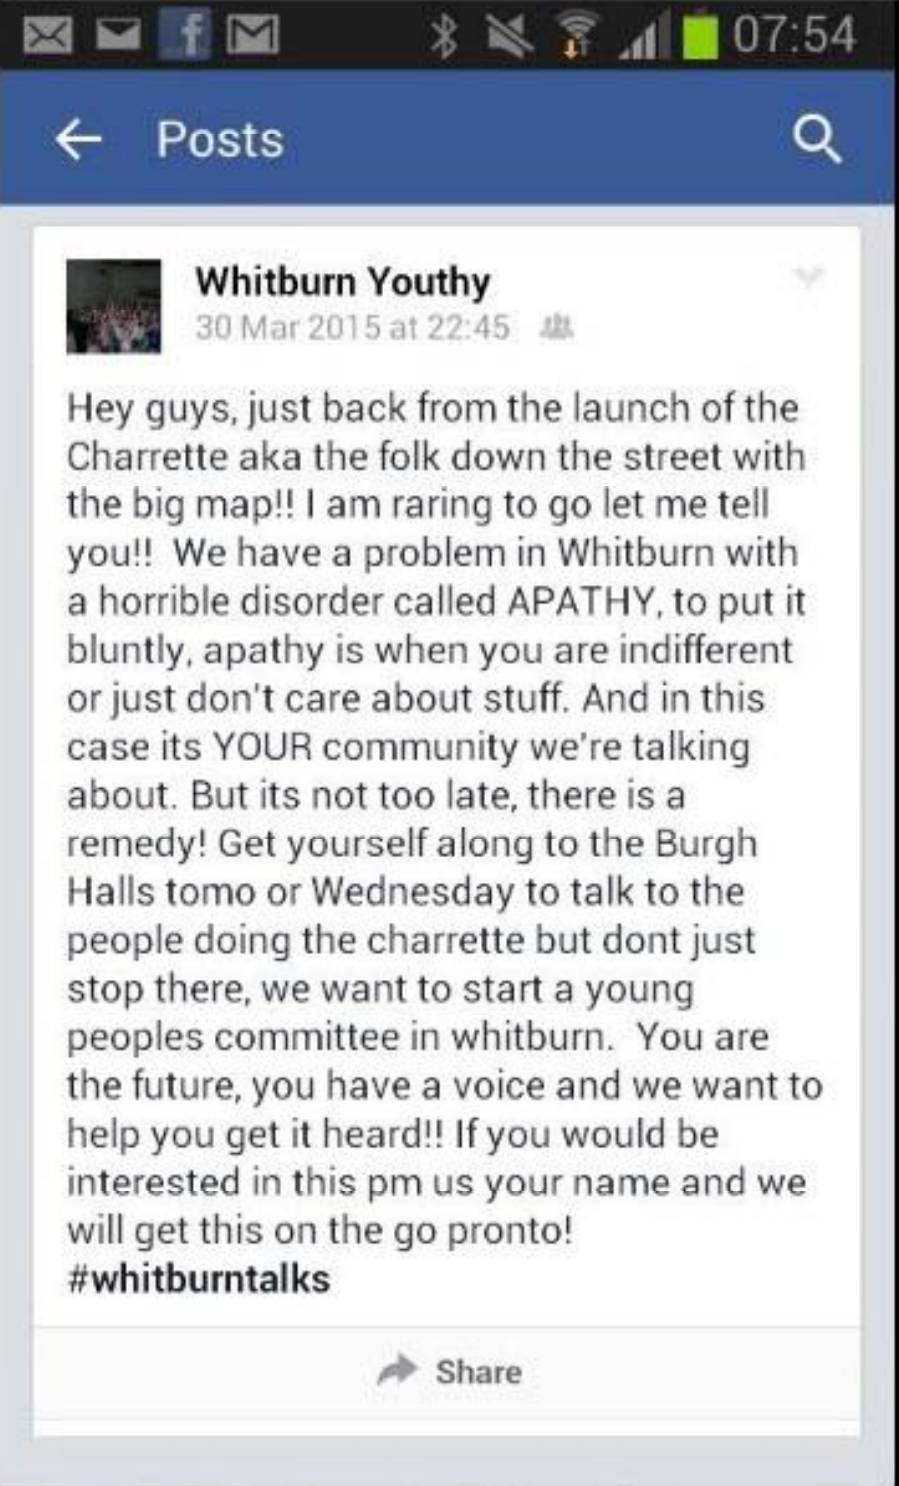 07:54
Posts
Whitburn Youthy
30 Mar 2015 at 22:45
Hey guys, just back from the launch of the
Charrette aka the folk down the street with
the big map!! I am raring to go let me tell
you!!  We have a problem in Whitburn with
a horrible disorder called APATHY, to put it
bluntly, apathy is when you are indifferent
or just don't care about stuff. And in this
case its YOUR community we're talking
about. But its not too late, there is a
remedy! Get yourself along to the Burgh
Halls tomo or Wednesday to talk to the
people doing the charrette but dont just
stop there, we want to start a young
peoples committee in whitburn.  You are
the future, you have a voice and we want to
help you get it heard!! If you would be
interested in this pm us your name and we
will get this on the go pronto!
#whitburntalks
Share